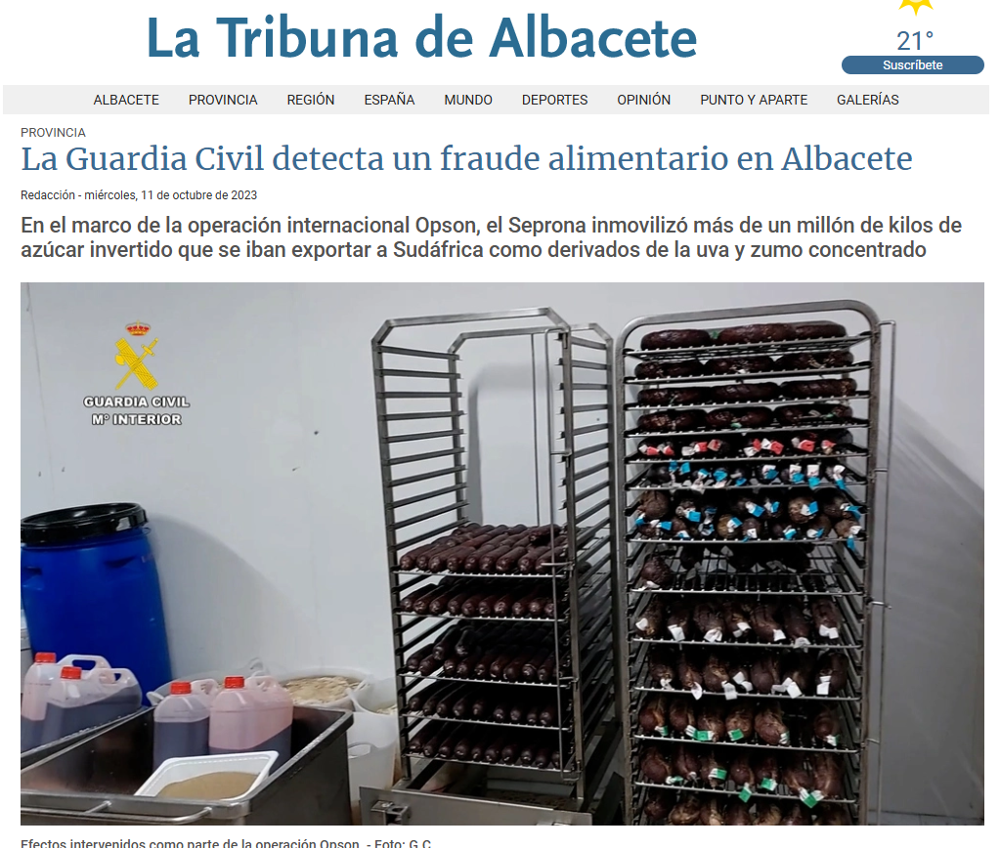 La Tribuna de Albacete
21°
Suscríbete
ALBACETE PROVINCIA REGIÓN ESPAÑA MUNDO DEPORTES OPINIÓN PUNTO Y APARTE GALERÍAS
PROVINCIA
La Guardia Civil detecta un fraude alimentario en Albacete
Redacción - miércoles, 11 de octubre de 2023
En el marco de la operación internacional Opson, el Seprona inmovilizó más de un millón de kilos de
azúcar invertido que se iban exportar a Sudáfrica como derivados de la uva y zumo concentrado
GUARDIA CIVIL
Mº INTERIOR
Efectos intervenidos como parte de la operación Opson. - Foto: G.C.